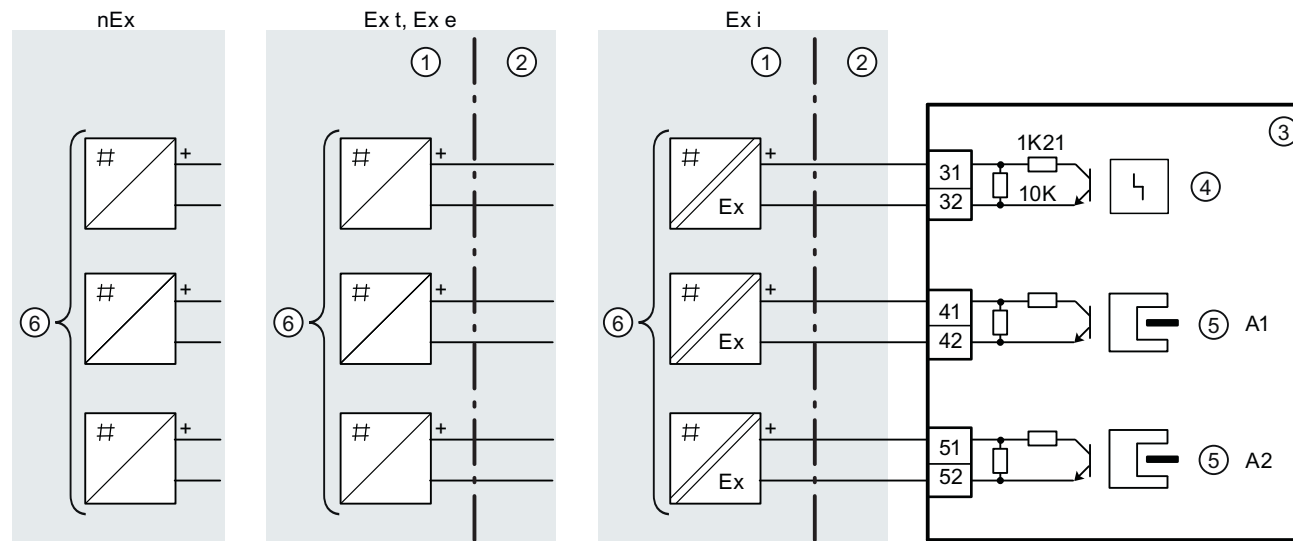 nEx
Ex t, Ex e
Ex i
1 2
1 2
3
# +
# +
# + Ex
31
32
1K21
10K
4
# +
# +
# + Ex
41
42
5 A1
6
6
6
# +
# +
# + Ex
51
52
5 A2